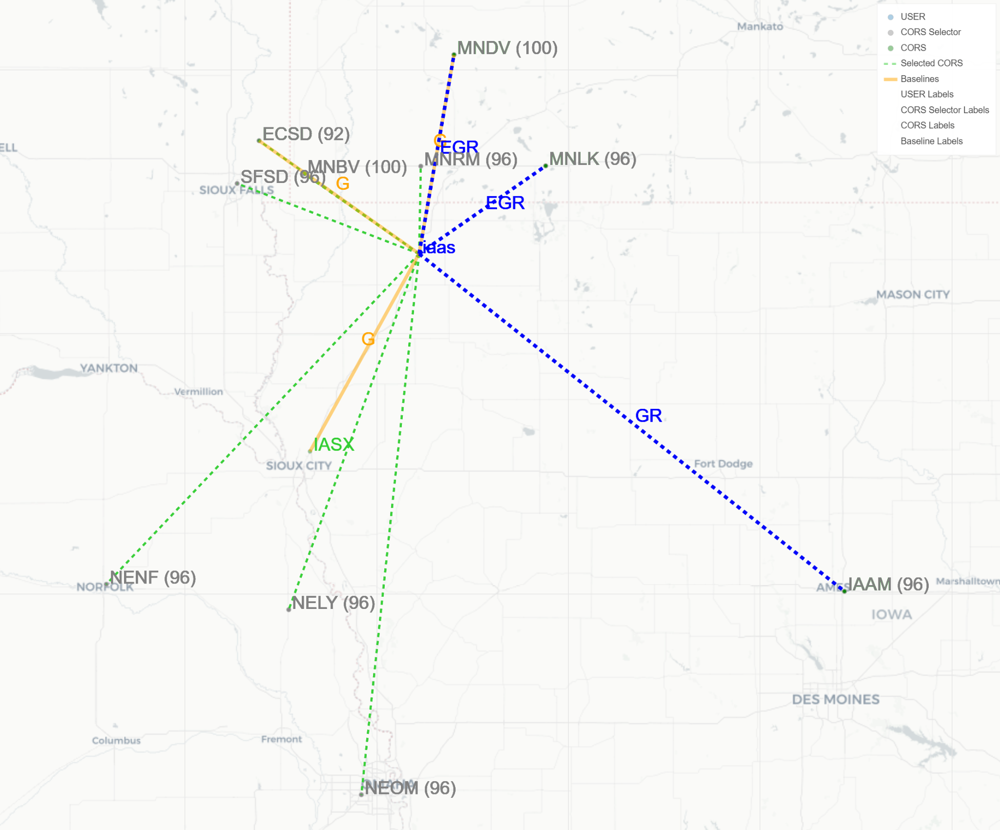 Mankato
USER
CORS Selector
CORS
Selected CORS
Baselines
USER Labels
CORS Selector Labels
CORS Labels
Baseline Labels
MNDV (100)
ECSD (92)
G
EGR
ELL
MNRM (96)
MNLK (96)
MNBV (100)
SFSD (96)
G
SIOUX FALLS
EGR
MASON CITY
G
YANKTON
Vermillion
GR
IASX
SIOUX CITY
Fort Dodge
NENF (96)
NORFOLK
IAAM (96)
AMES
Marshalltown
NELY (96)
IOWA
DES MOINES
Columbus
Fremont
OMAHA
NEOM (96)